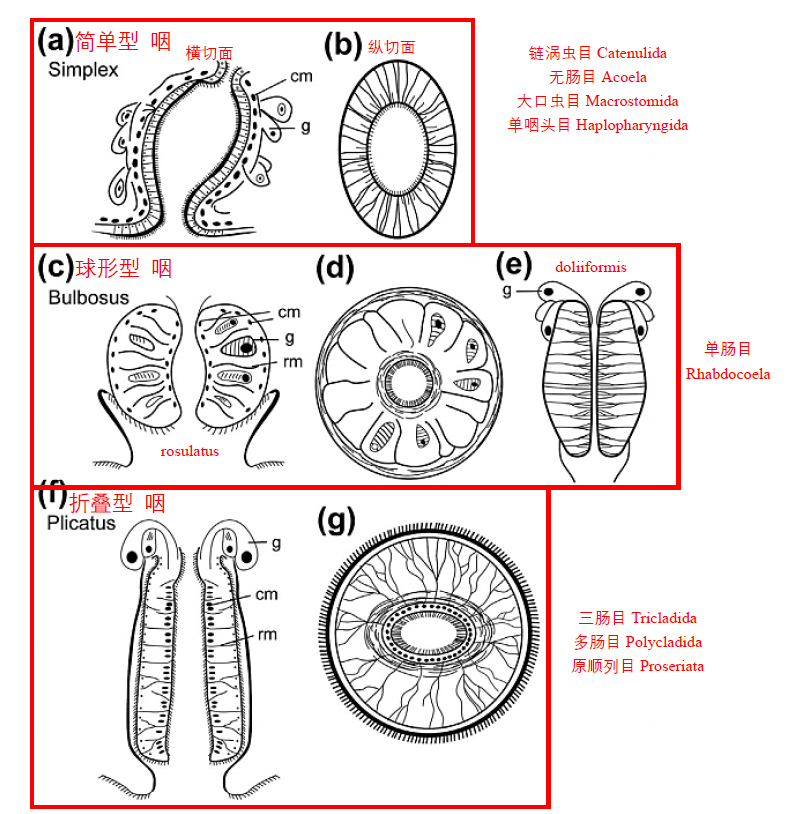 (a)简单型 咽
横切面
Simplex
cm
g
(b) 纵切面
链涡虫目 Catenulida
无肠目 Acoela
大口虫目 Macrostomida
单咽头目 Haplopharyngida
(c)球形型 咽
Bulbosus
cm
g
rm
rosulatus
(d)
(e)
doliiformis
g
单肠目
Rhabdocoela
(f)折叠型 咽
Plicatus
g
cm
rm
(g)
三肠目 Tricladida
多肠目 Polycladida
原顺列目 Proseriata